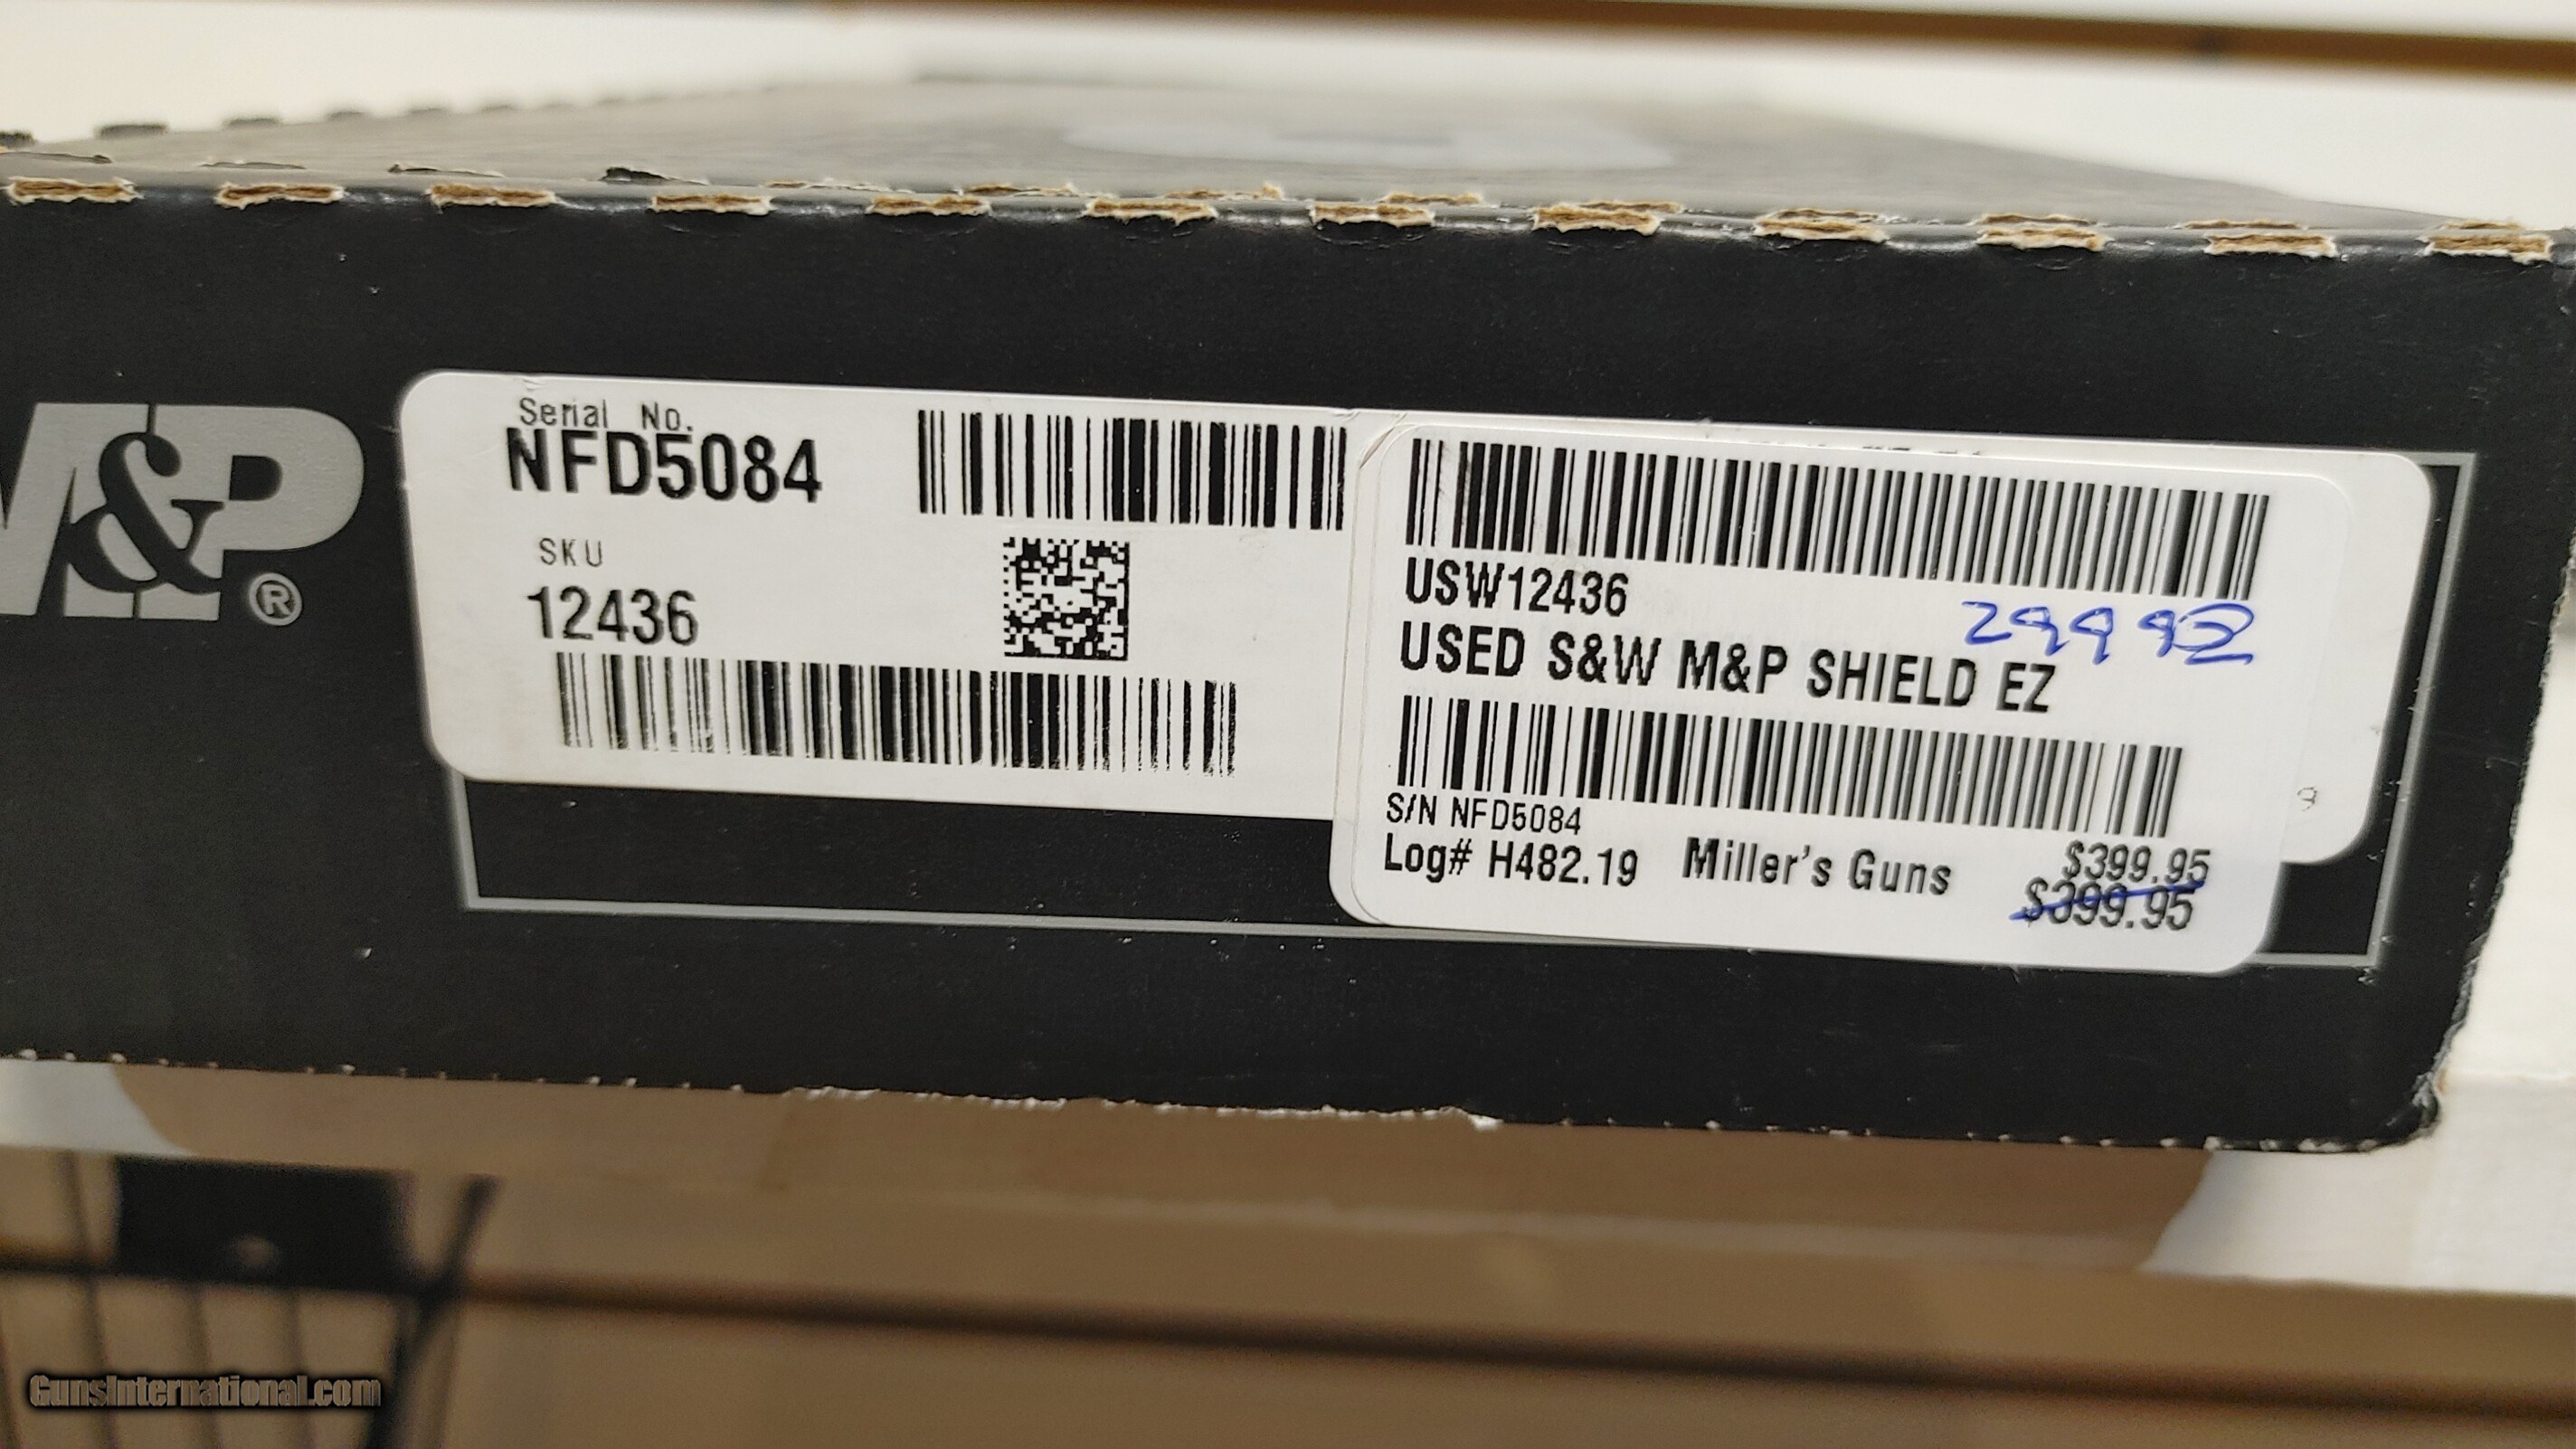 M&P®
Serial No.
NFD5084
SKU
12436
USW12436
29992
USED S&W M&P SHIELD EZ
S/N NFD5084
Log# H482.19 Miller's Guns $399.95
$399.95
GunsInternational.com